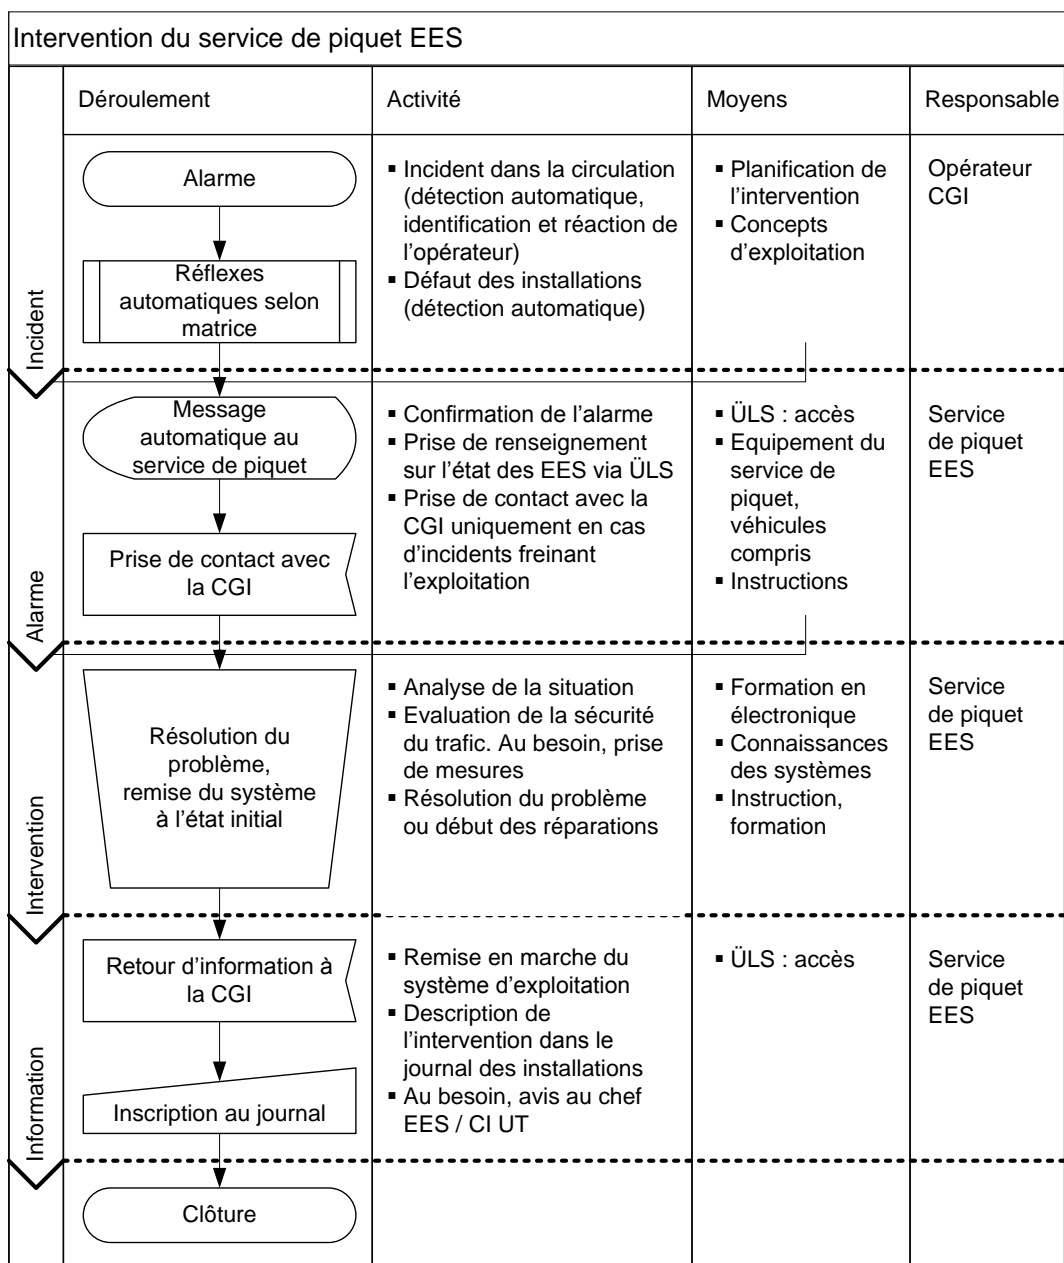 Intervention du service de piquet EES
Déroulement
Activité
Moyens
Responsable
Incident
Alarme
Réflexes
automatiques selon
matrice
▪ Incident dans la circulation
(détection automatique,
identification et réaction de
l'opérateur)
▪ Défaut des installations
(détection automatique)
▪ Planification de
l'intervention
▪ Concepts
d'exploitation
Opérateur
CGI
Alarme
Message
automatique au
service de piquet
Prise de contact avec
la CGI
▪ Confirmation de l'alarme
▪ Prise de renseignement
sur l'état des EES via ÜLS
▪ Prise de contact avec la
CGI uniquement en cas
d'incidents freinant
l'exploitation
▪ ÜLS : accès
▪ Equipement du
service de
piquet,
véhicules
compris
▪ Instructions
Service
de piquet
EES
Intervention
Résolution du
problème,
remise du système
à l'état initial
▪ Analyse de la situation
▪ Evaluation de la sécurité
du trafic. Au besoin, prise
de mesures
▪ Résolution du problème
ou début des réparations
▪ Formation en
électronique
▪ Connaissances
des systèmes
▪ Instruction,
formation
Service
de piquet
EES
Information
Retour d'information à
la CGI
Inscription au journal
▪ Remise en marche du
système d'exploitation
▪ Description de
l'intervention dans le
journal des installations
▪ Au besoin, avis au chef
EES / CI UT
▪ ÜLS : accès
Service
de piquet
EES
Clôture